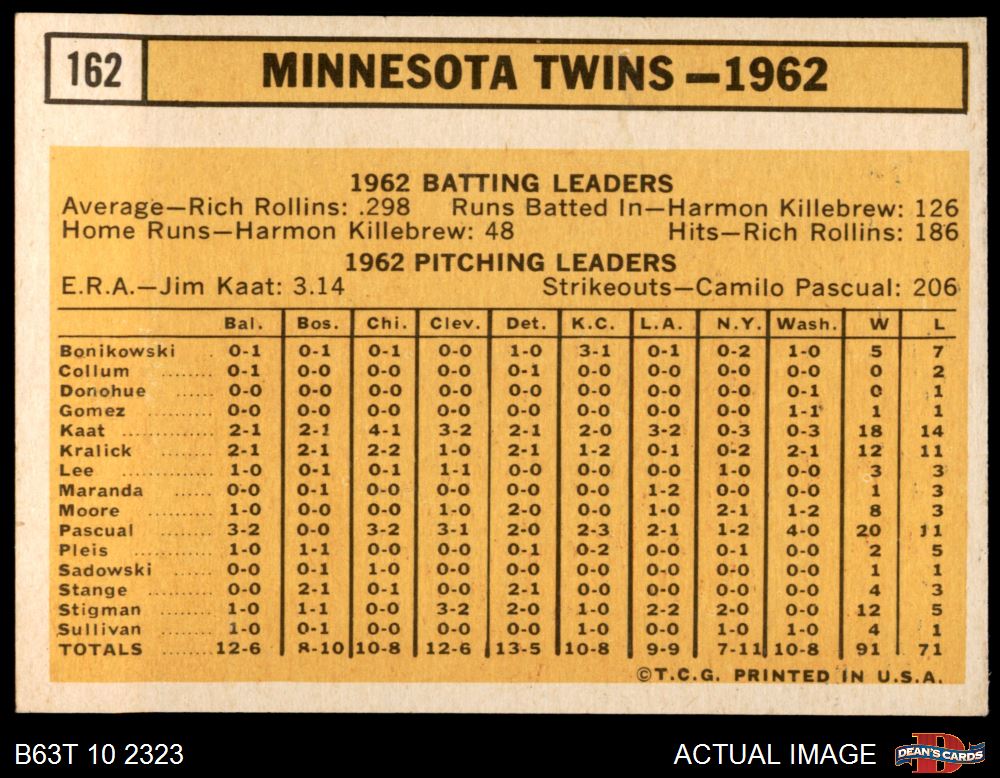 162 MINNESOTA TWINS—1962
1962 BATTING LEADERS
Average—Rich Rollins: .298 Runs Batted In—Harmon Killebrew: 126
Home Runs—Harmon Killebrew: 48 Hits—Rich Rollins: 186
1962 PITCHING LEADERS
E.R.A.—Jim Kaat: 3.14 Strikeouts—Camilo Pascual: 206
Bal. Bos. Chi. Clev. Det. K.C. L.A. N.Y. Wash. W L
Bonikowski . 0-1 0-1 0-1 0-0 1-0 3-1 0-1 0-2 1-0 5 7
Collum ........ 0-1 0-0 0-0 0-0 0-1 0-0 0-0 0-0 0-0 0 2
Donohue ...... 0-0 0-0 0-0 0-0 0-0 0-0 0-0 0-0 0-1 0 1
Gomez .......... 0-0 0-0 0-0 0-0 0-0 0-0 0-0 0-0 1-1 1 1
Kaat .............. 2-1 2-1 4-1 3-2 2-1 2-0 3-2 0-3 0-3 18 14
Kralick .......... 2-1 2-1 2-2 1-0 2-1 1-2 0-1 0-2 2-1 12 11
Lee .............. 1-0 0-1 0-1 1-1 0-0 0-0 0-0 1-0 0-0 3 3
Maranda ...... 0-0 0-1 0-0 0-0 0-0 0-0 1-2 0-0 0-0 1 3
Moore .......... 1-0 0-0 0-0 1-0 2-0 0-0 1-0 2-1 1-2 8 3
Pascual ........ 3-2 0-0 3-2 3-1 2-0 2-3 2-1 1-2 4-0 20 11
Pleis ............ 1-0 1-1 0-0 0-0 0-1 0-2 0-0 0-1 0-0 2 5
Sadowski ...... 0-0 0-1 1-0 0-0 0-0 0-0 0-0 0-0 0-0 1 1
Stange .......... 0-0 2-1 0-1 0-0 2-1 0-0 0-0 0-0 0-0 4 3
Stigman ........ 1-0 1-1 0-0 3-2 2-0 1-0 2-2 2-0 0-0 12 5
Sullivan ........ 1-0 0-1 0-0 0-0 0-0 1-0 0-0 1-0 1-0 4 1
TOTALS 12-6 8-10 10-8 12-6 13-5 10-8 9-9 7-11 10-8 91 71
©T.C.G. PRINTED IN U.S.A.
B63T 10 2323 ACTUAL IMAGE DEAN'S CARDS